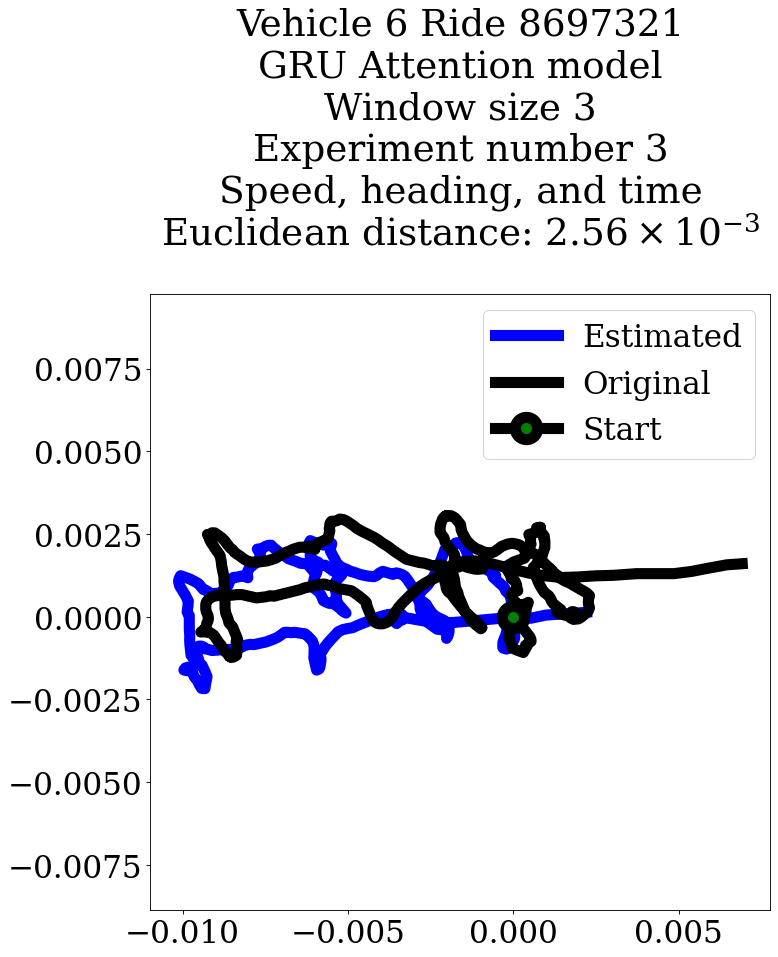 Vehicle 6 Ride 8697321
GRU Attention model
Window size 3
Experiment number 3
Speed, heading, and time
Euclidean distance: 2.56 × 10⁻³
Estimated
Original
Start
0.0075
0.0050
0.0025
0.0000
−0.0025
−0.0050
−0.0075
−0.010 −0.005 0.000 0.005